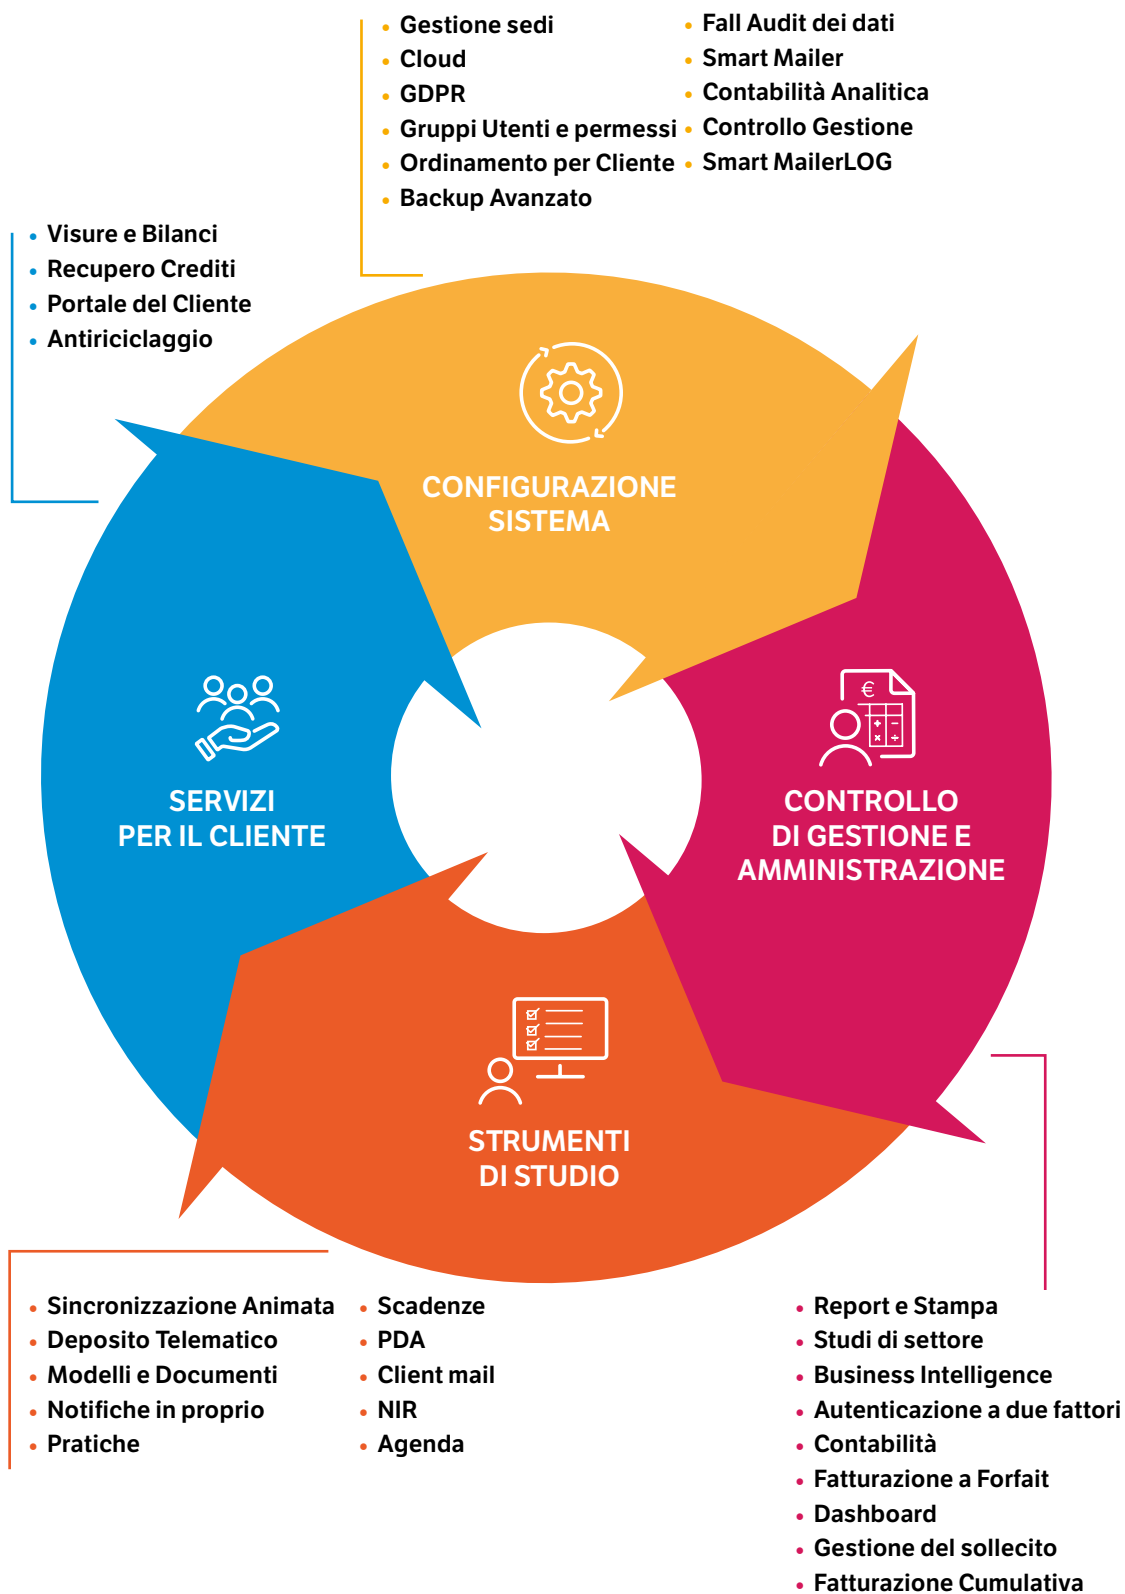 • Gestione sedi
• Cloud
• GDPR
• Gruppi Utenti e permessi
• Ordinamento per Cliente
• Backup Avanzato
• Fall Audit dei dati
• Smart Mailer
• Contabilità Analitica
• Controllo Gestione
• Smart MailerLOG
• Visure e Bilanci
• Recupero Crediti
• Portale del Cliente
• Antiriciclaggio
CONFIGURAZIONE
SISTEMA
SERVIZI
PER IL CLIENTE
€
CONTROLLO
DI GESTIONE E
AMMINISTRAZIONE
STRUMENTI
DI STUDIO
• Sincronizzazione Animata
• Deposito Telematico
• Modelli e Documenti
• Notifiche in proprio
• Pratiche
• Scadenze
• PDA
• Client mail
• NIR
• Agenda
• Report e Stampa
• Studi di settore
• Business Intelligence
• Autenticazione a due fattori
• Contabilità
• Fatturazione a Forfait
• Dashboard
• Gestione del sollecito
• Fatturazione Cumulativa